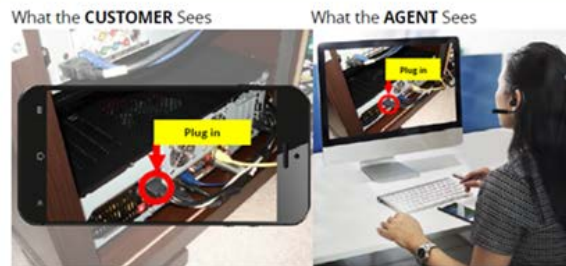 What the CUSTOMER Sees
What the AGENT Sees
Plug in
Plug in